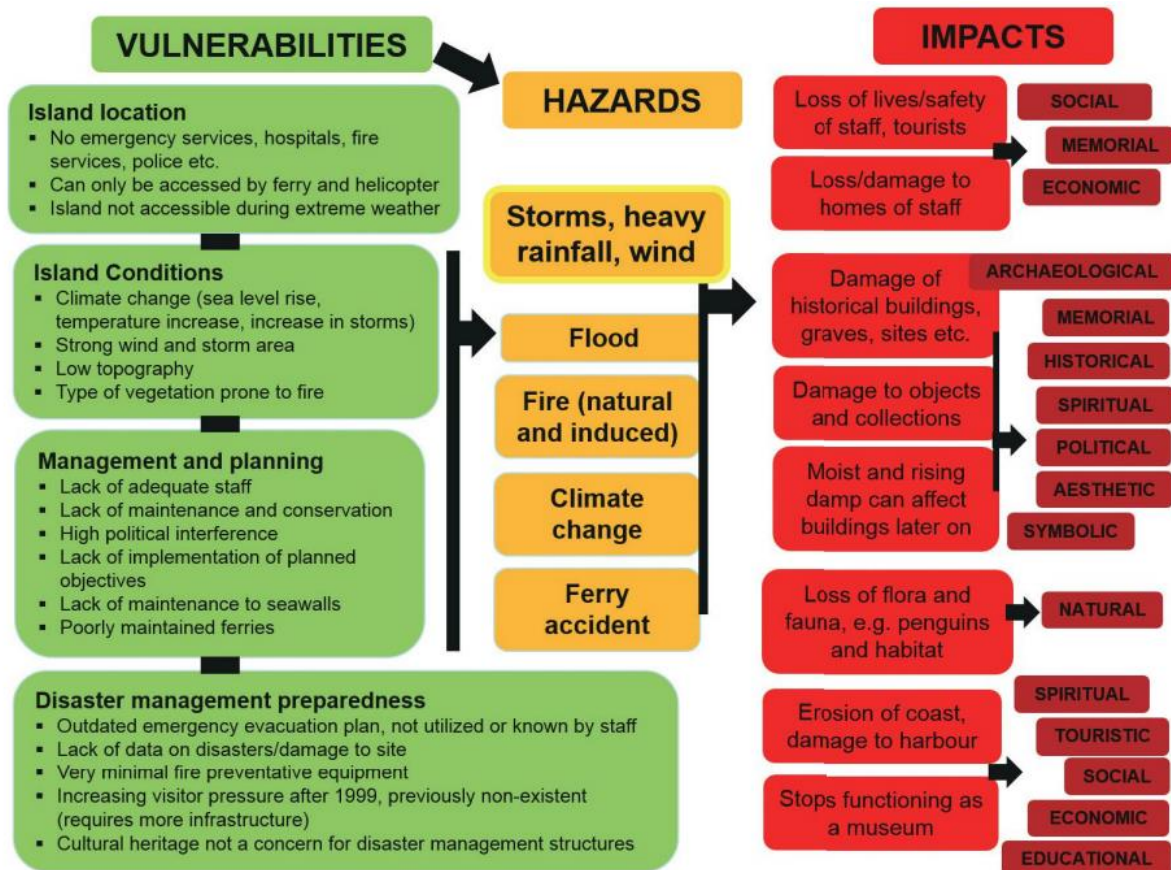 VULNERABILITIES
Island location
▪ No emergency services, hospitals, fire
services, police etc.
▪ Can only be accessed by ferry and helicopter
▪ Island not accessible during extreme weather
Island Conditions
▪ Climate change (sea level rise,
temperature increase, increase in storms)
▪ Strong wind and storm area
▪ Low topography
▪ Type of vegetation prone to fire
Management and planning
▪ Lack of adequate staff
▪ Lack of maintenance and conservation
▪ High political interference
▪ Lack of implementation of planned
objectives
▪ Lack of maintenance to seawalls
▪ Poorly maintained ferries
Disaster management preparedness
▪ Outdated emergency evacuation plan, not utilized or known by staff
▪ Lack of data on disasters/damage to site
▪ Very minimal fire preventative equipment
▪ Increasing visitor pressure after 1999, previously non-existent
(requires more infrastructure)
▪ Cultural heritage not a concern for disaster management structures
HAZARDS
Storms, heavy
rainfall, wind
Flood
Fire (natural
and induced)
Climate
change
Ferry
accident
IMPACTS
Loss of lives/safety
of staff, tourists
Loss/damage to
homes of staff
SOCIAL
MEMORIAL
ECONOMIC
Damage of
historical buildings,
graves, sites etc.
Damage to objects
and collections
Moist and rising
damp can affect
buildings later on
ARCHAEOLOGICAL
MEMORIAL
HISTORICAL
SPIRITUAL
POLITICAL
AESTHETIC
SYMBOLIC
Loss of flora and
fauna, e.g. penguins
and habitat
NATURAL
Erosion of coast,
damage to harbour
Stops functioning as
a museum
SPIRITUAL
TOURISTIC
SOCIAL
ECONOMIC
EDUCATIONAL